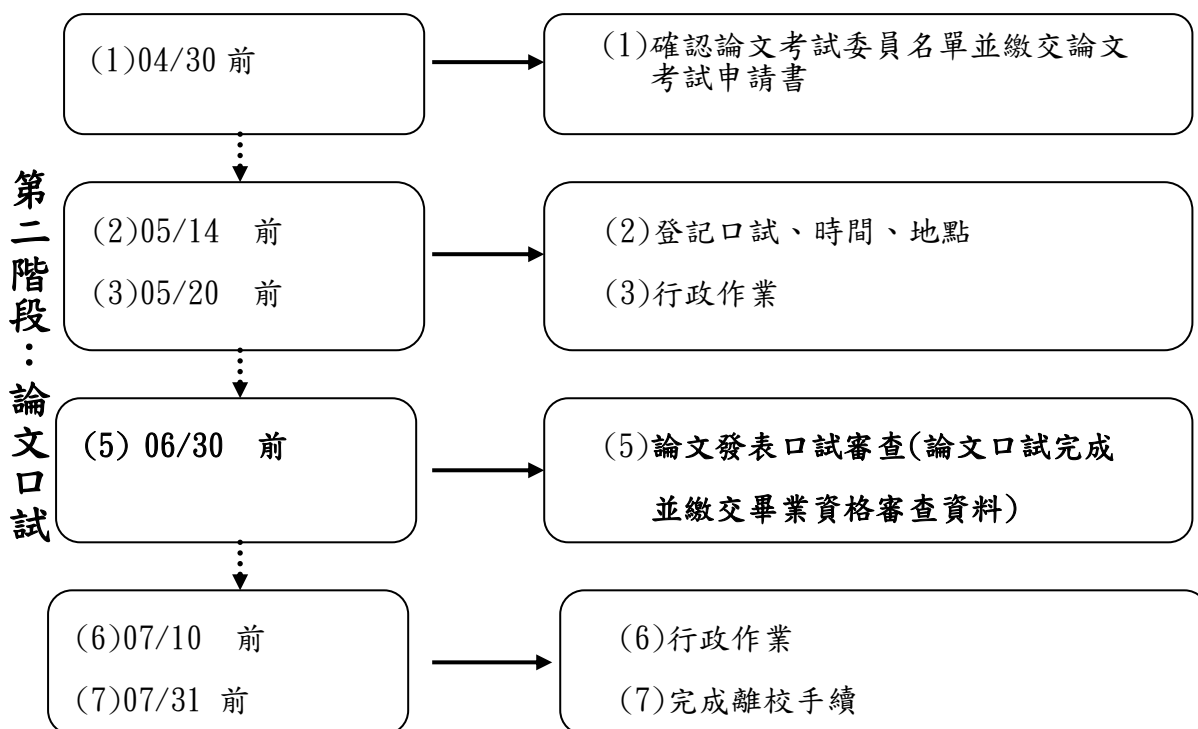 第二階段：論文口試
(1)04/30 前
(1)確認論文考試委員名單並繳交論文
考試申請書
(2)05/14 前
(3)05/20 前
(2)登記口試、時間、地點
(3)行政作業
(5) 06/30 前
(5)論文發表口試審查(論文口試完成
並繳交畢業資格審查資料)
(6)07/10 前
(7)07/31 前
(6)行政作業
(7)完成離校手續